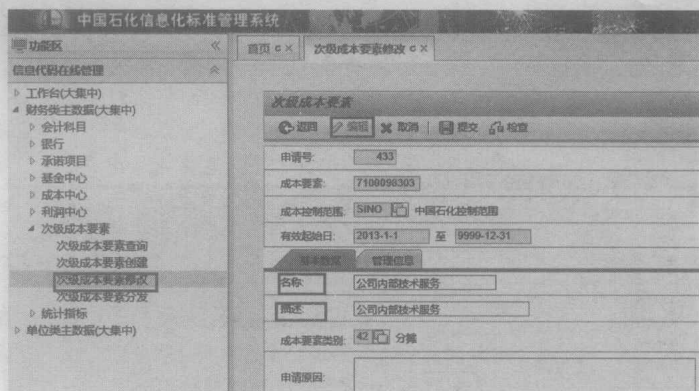 中国石化信息化标准管理系统
功能区 «
信息代码在线管理
工作台(大集中)
财务类主数据(大集中)
会计科目
银行
承诺项目
基金中心
成本中心
利润中心
次级成本要素
次级成本要素查询
次级成本要素创建
次级成本要素修改
次级成本要素分发
统计指标
单位类主数据(大集中)
首页 c × 次级成本要素修改 c ×
次级成本要素
返回 编辑 取消 | 提交 检查
申请号: 433
成本要素: 7100098303
成本控制范围: SINO 中国石化控制范围
有效起始日: 2013-1-1 至 9999-12-31
基本数据 管理信息
名称: 公司内部技术服务
描述: 公司内部技术服务
成本要素类别: 42 分摊
申请原因: